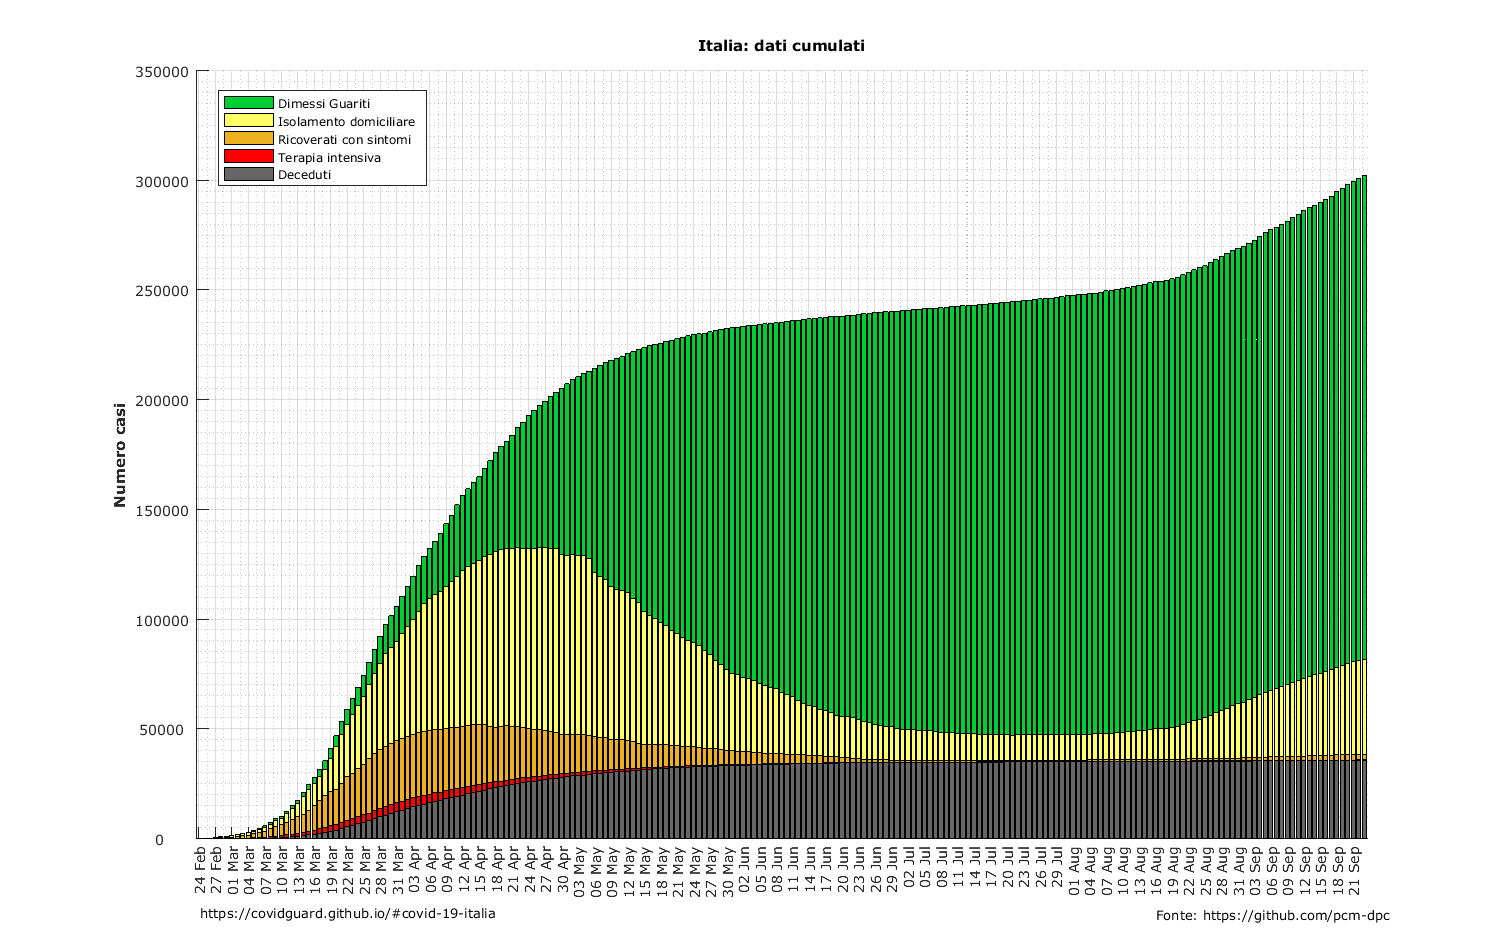 Italia: dati cumulati
350000
300000
250000
200000
150000
100000
50000
0
Numero casi
Dimessi Guariti
Isolamento domiciliare
Ricoverati con sintomi
Terapia intensiva
Deceduti
24 Feb
27 Feb
01 Mar
04 Mar
07 Mar
10 Mar
13 Mar
16 Mar
19 Mar
22 Mar
25 Mar
28 Mar
31 Mar
03 Apr
06 Apr
09 Apr
12 Apr
15 Apr
18 Apr
21 Apr
24 Apr
27 Apr
30 Apr
03 May
06 May
09 May
12 May
15 May
18 May
21 May
24 May
27 May
30 May
02 Jun
05 Jun
08 Jun
11 Jun
14 Jun
17 Jun
20 Jun
23 Jun
26 Jun
29 Jun
02 Jul
05 Jul
08 Jul
11 Jul
14 Jul
17 Jul
20 Jul
23 Jul
26 Jul
29 Jul
01 Aug
04 Aug
07 Aug
10 Aug
13 Aug
16 Aug
19 Aug
22 Aug
25 Aug
28 Aug
31 Aug
03 Sep
06 Sep
09 Sep
12 Sep
15 Sep
18 Sep
21 Sep
https://covidguard.github.io/#covid-19-italia
Fonte: https://github.com/pcm-dpc